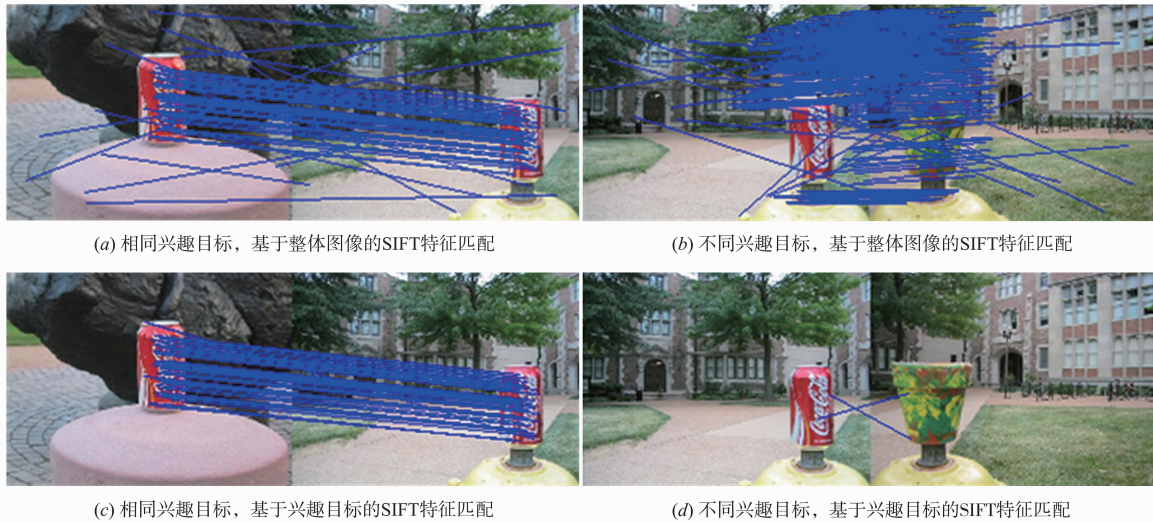 (a) 相同兴趣目标，基于整体图像的SIFT特征匹配
(b) 不同兴趣目标，基于整体图像的SIFT特征匹配
(c) 相同兴趣目标，基于兴趣目标的SIFT特征匹配
Coca-Cola
(d) 不同兴趣目标，基于兴趣目标的SIFT特征匹配